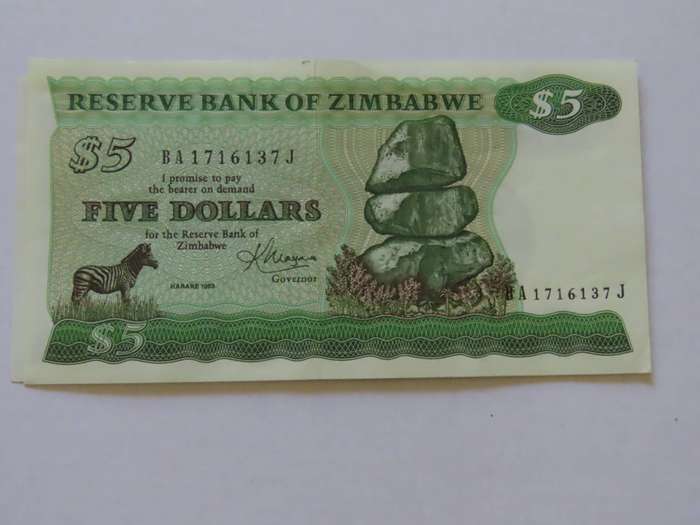 RESERVE BANK OF ZIMBABWE
$5
$5
BA1716137J
I promise to pay
the bearer on demand
FIVE DOLLARS
for the Reserve Bank of
Zimbabwe
Governor
HARARE 1983
BA1716137J
$5